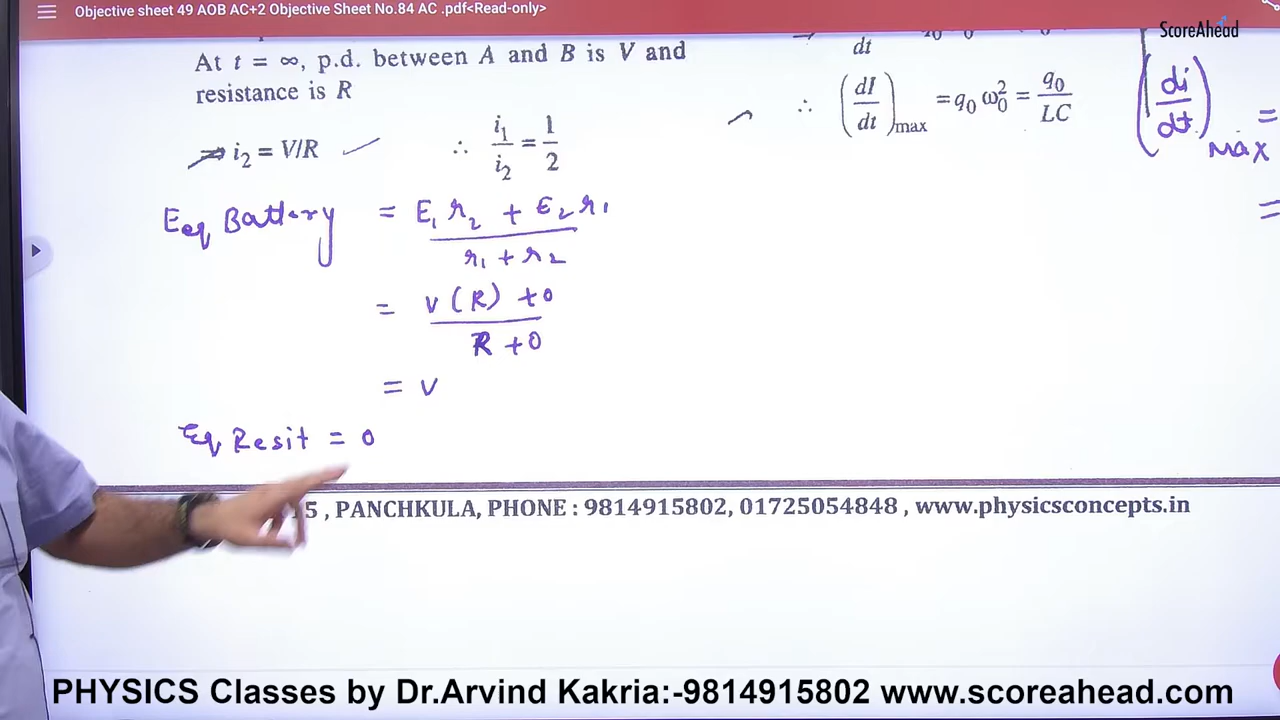 Objective sheet 49 AOB AC+2 Objective Sheet No.84 AC .pdf<Read-only>
ScoreAhead
At t = ∞, p.d. between A and B is V and
resistance is R
⇒ i₂ = V/R ∴ i₁/i₂ = 1/2
Eeq Battery = E₁ r₂ + E₂ r₁ / r₁ + r₂
= v (R) + 0 / R + 0
= v
Eq Resit = 0
dt
∴ (dI/dt)max = q₀ ω₀² = q₀/LC
(di/dt)max =
=
5 , PANCHKULA, PHONE : 9814915802, 01725054848 , www.physicsconcepts.in
PHYSICS Classes by Dr.Arvind Kakria:-9814915802 www.scoreahead.com